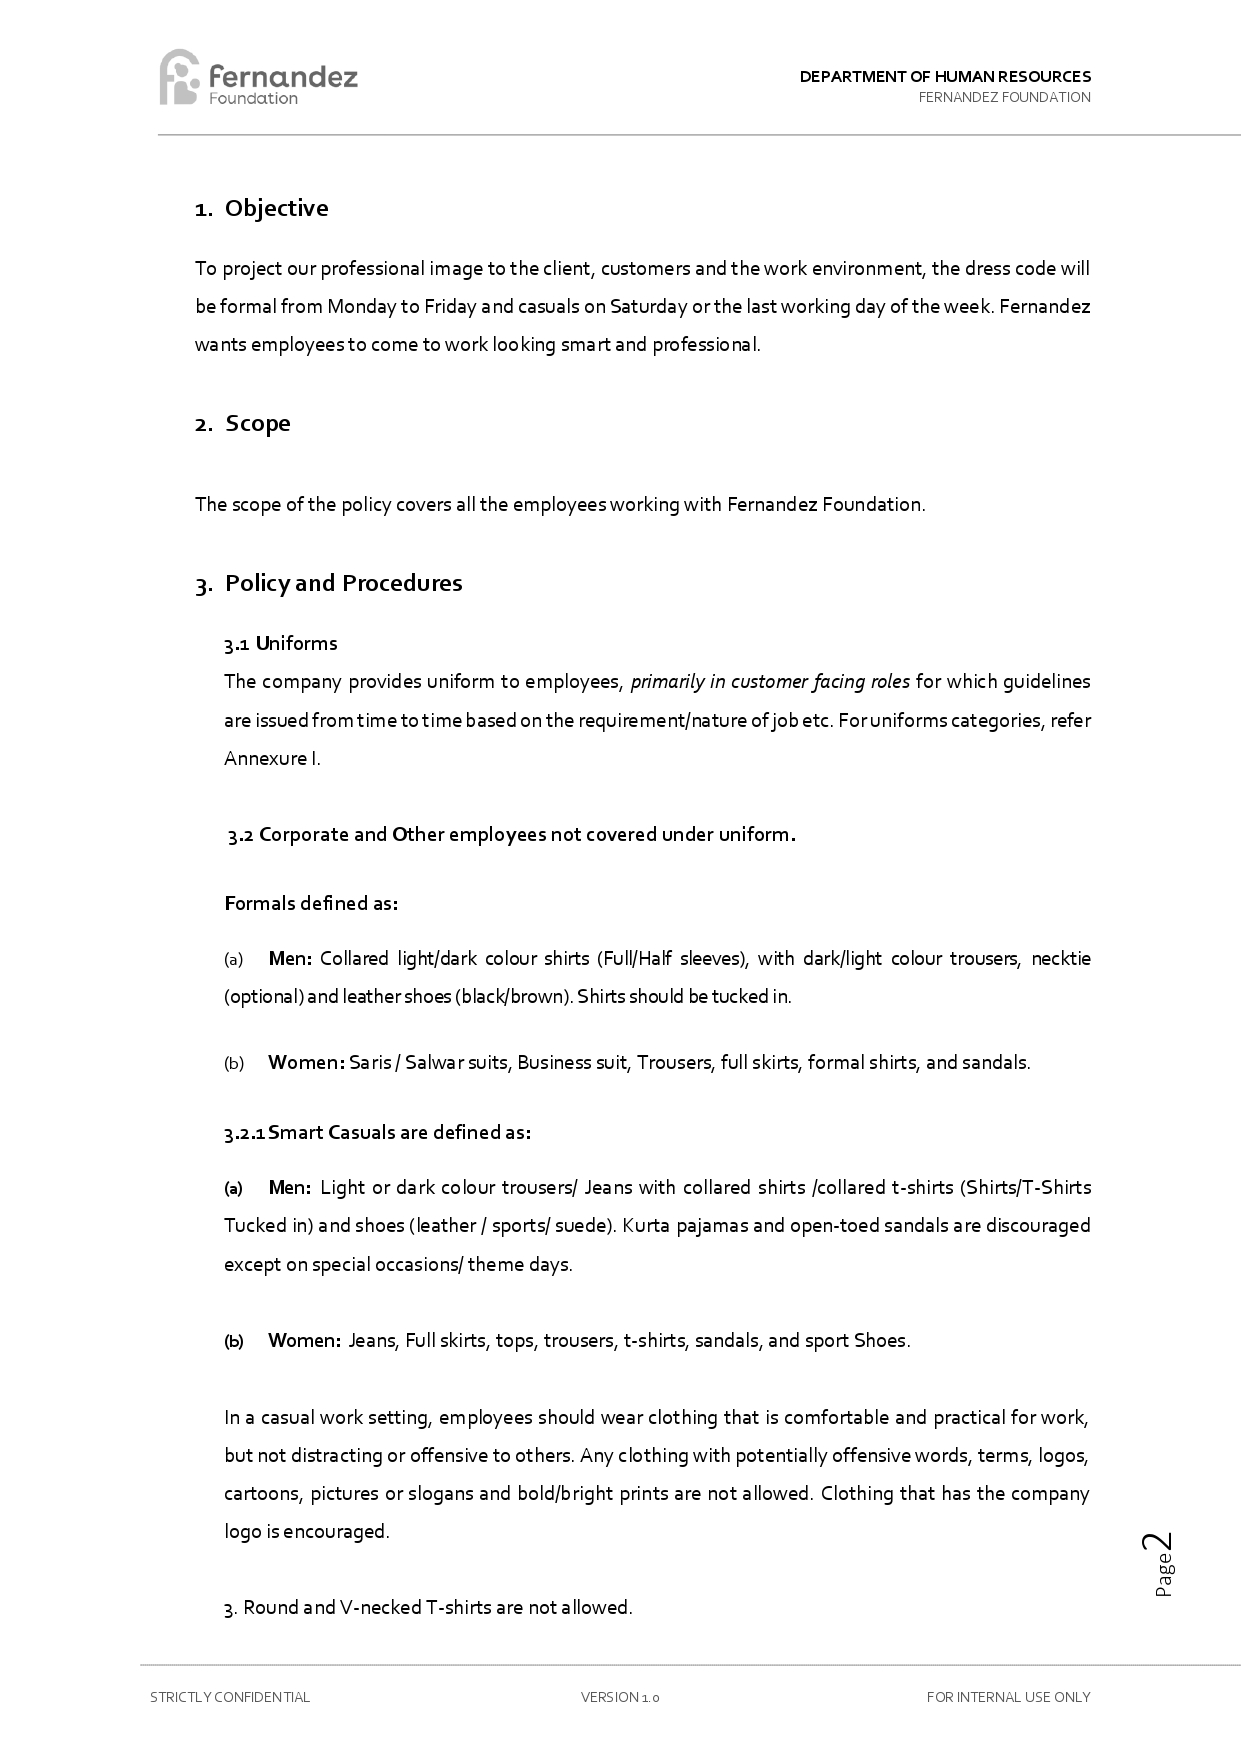 fernandez
Foundation
DEPARTMENT OF HUMAN RESOURCES
FERNANDEZ FOUNDATION
1. Objective
To project our professional image to the client, customers and the work environment, the dress code will
be formal from Monday to Friday and casuals on Saturday or the last working day of the week. Fernandez
wants employees to come to work looking smart and professional.
2. Scope
The scope of the policy covers all the employees working with Fernandez Foundation.
3. Policy and Procedures
3.1 Uniforms
The company provides uniform to employees, primarily in customer facing roles for which guidelines
are issued from time to time based on the requirement/nature of job etc. For uniforms categories, refer
Annexure I.
3.2 Corporate and Other employees not covered under uniform.
Formals defined as:
(a) Men: Collared light/dark colour shirts (Full/Half sleeves), with dark/light colour trousers, necktie
(optional) and leather shoes (black/brown). Shirts should be tucked in.
(b) Women: Saris / Salwar suits, Business suit, Trousers, full skirts, formal shirts, and sandals.
3.2.1 Smart Casuals are defined as:
(a) Men: Light or dark colour trousers/ Jeans with collared shirts /collared t-shirts (Shirts/T-Shirts
Tucked in) and shoes (leather / sports/ suede). Kurta pajamas and open-toed sandals are discouraged
except on special occasions/ theme days.
(b) Women: Jeans, Full skirts, tops, trousers, t-shirts, sandals, and sport Shoes.
In a casual work setting, employees should wear clothing that is comfortable and practical for work,
but not distracting or offensive to others. Any clothing with potentially offensive words, terms, logos,
cartoons, pictures or slogans and bold/bright prints are not allowed. Clothing that has the company
logo is encouraged.
3. Round and V-necked T-shirts are not allowed.
Page2
STRICTLY CONFIDENTIAL
VERSION 1.0
FOR INTERNAL USE ONLY